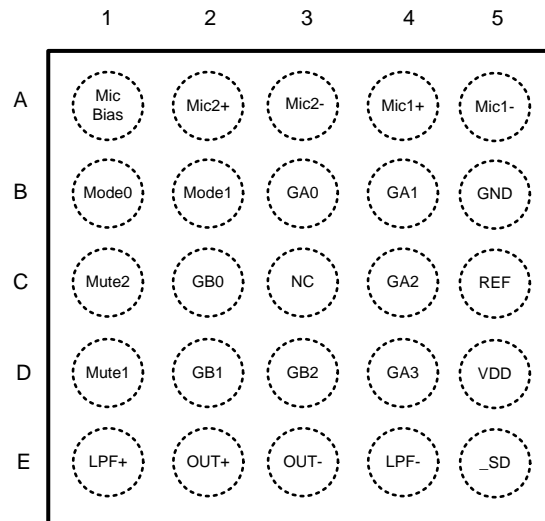 1 2 3 4 5
A Mic Bias Mic2+ Mic2- Mic1+ Mic1-
B Mode0 Mode1 GA0 GA1 GND
C Mute2 GB0 NC GA2 REF
D Mute1 GB1 GB2 GA3 VDD
E LPF+ OUT+ OUT- LPF- _SD